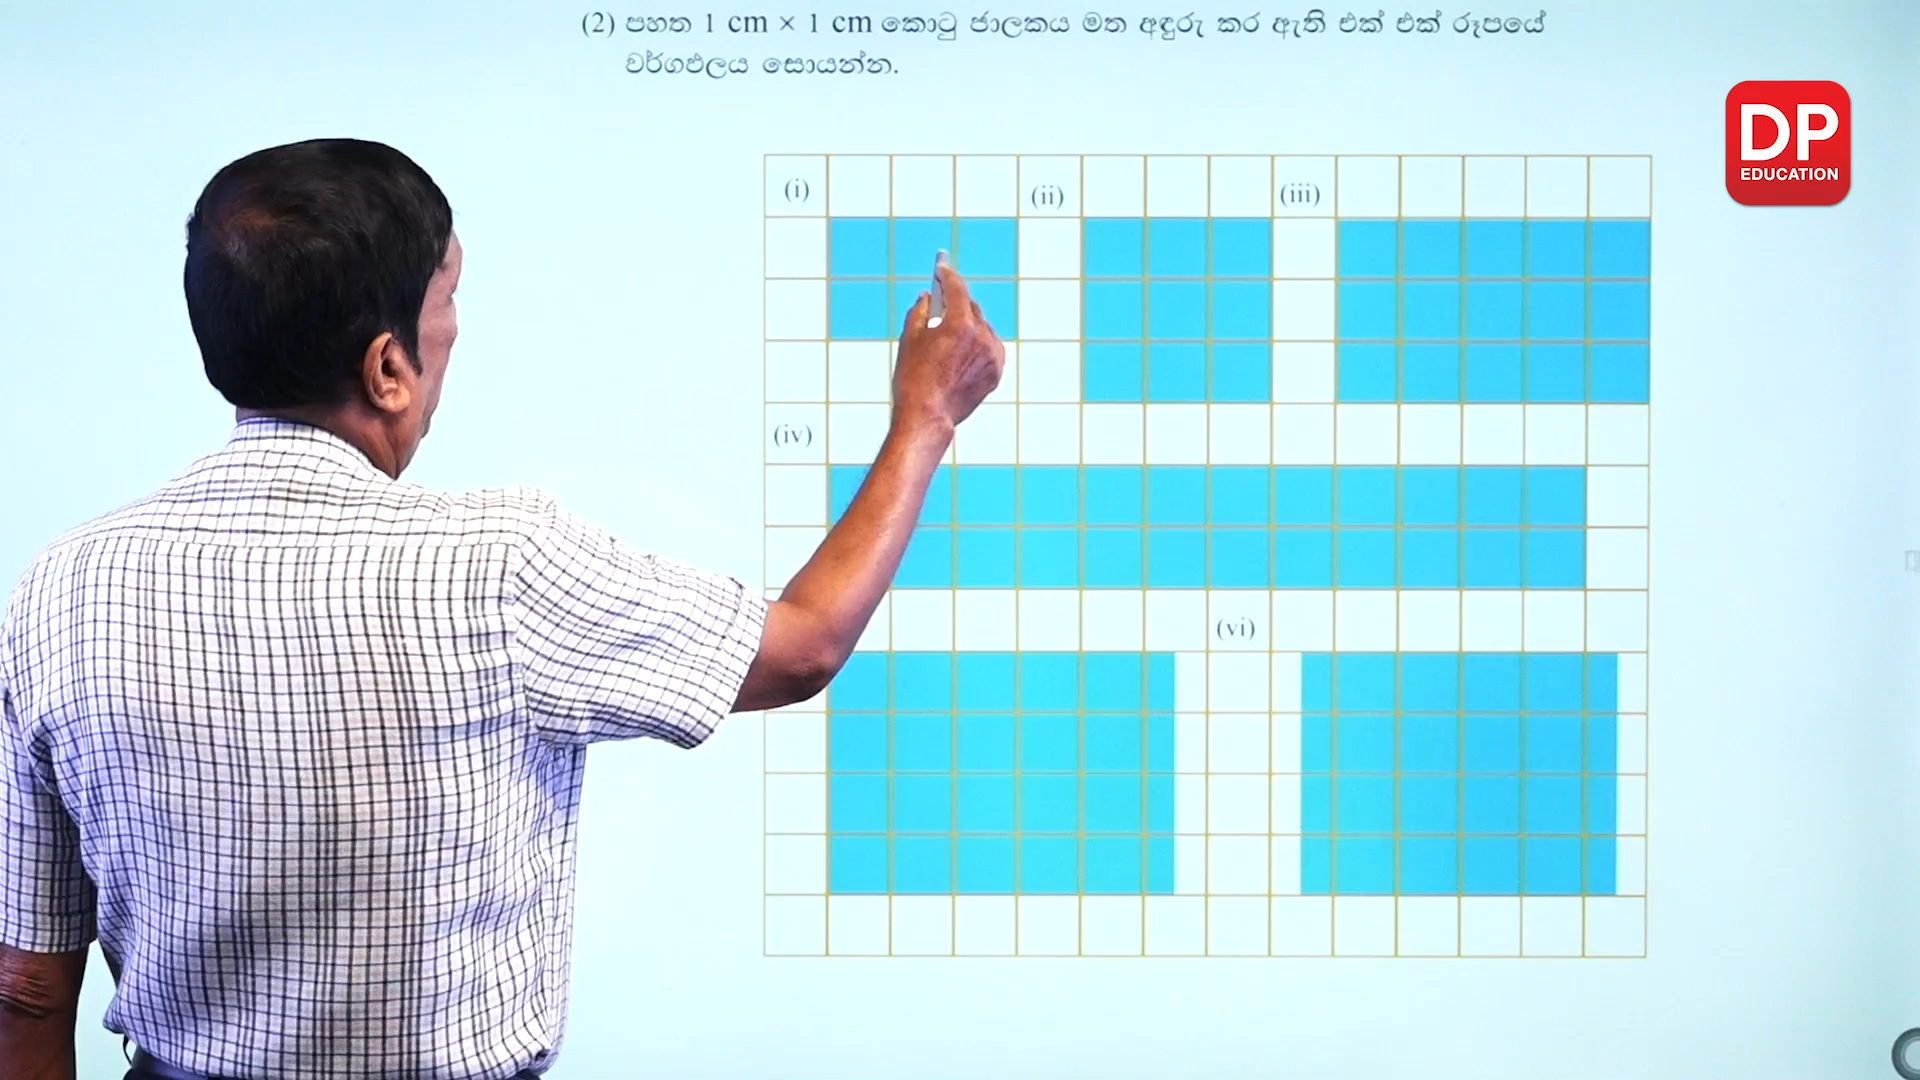 (2) පහත 1 cm × 1 cm කොටු ජාලකය මත අඳුරු කර ඇති එක් එක් රූපයේ
වර්ගඵලය සොයන්න.
DP
EDUCATION
(i)
(ii)
(iii)
(iv)
(vi)